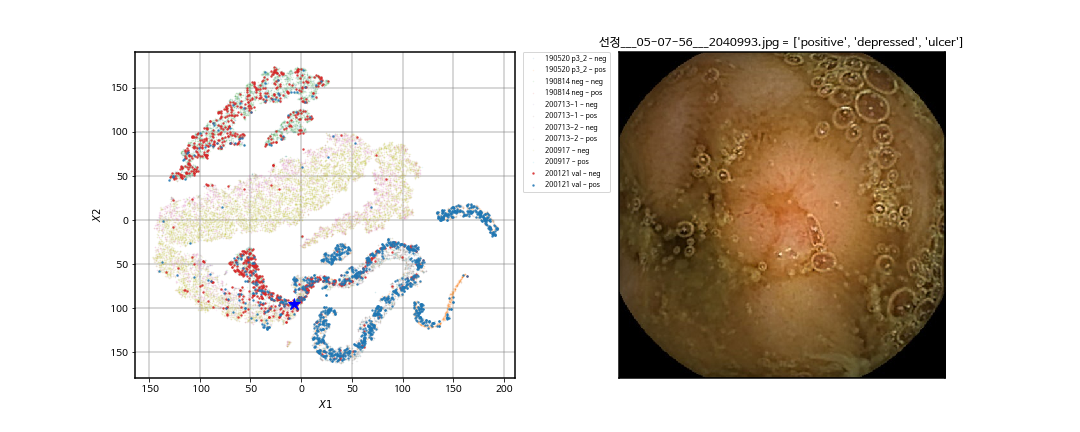 선정___05-07-56___2040993.jpg = ['positive', 'depressed', 'ulcer']
190520 p3_2 - neg
190520 p3_2 - pos
190814 neg - neg
190814 neg - pos
200713-1 - neg
200713-1 - pos
200713-2 - neg
200713-2 - pos
200917 - neg
200917 - pos
200121 val - neg
200121 val - pos
150
100
50
0
50
100
150
X2
150 100 50 0 50 100 150 200
X1